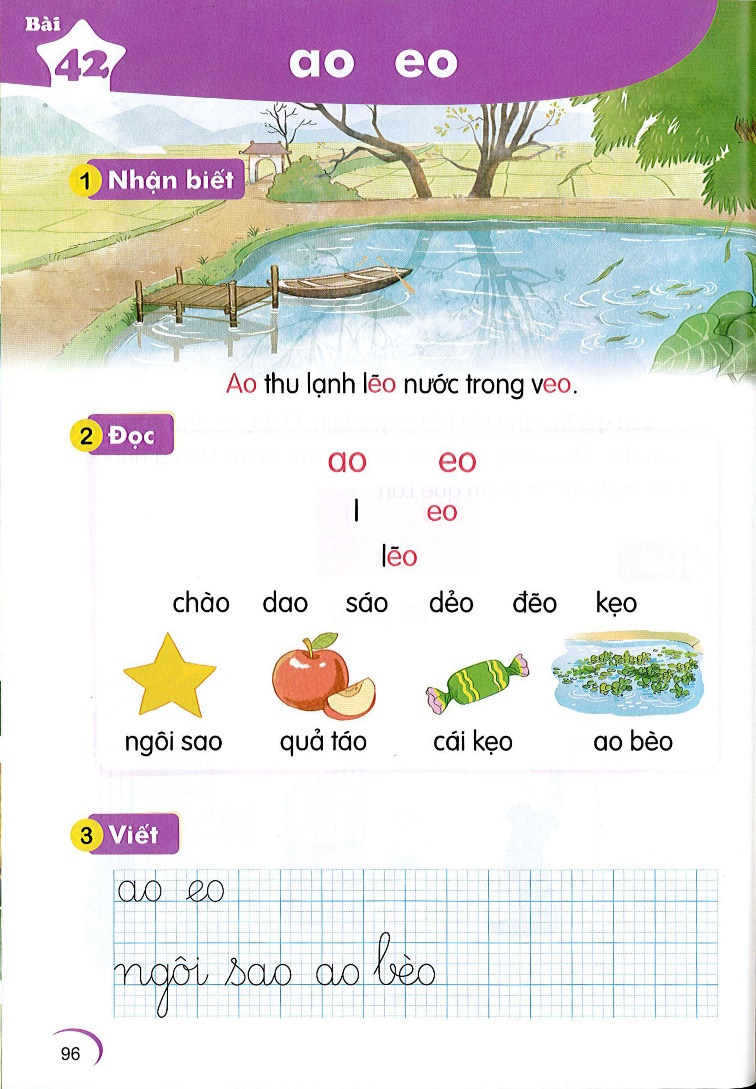 Bài
42
ao eo
1 Nhận biết
Ao thu lạnh lẽo nước trong veo.
2 Đọc
ao eo
l eo
lẽo
chào dao sáo dẻo đẽo kẹo
ngôi sao quả táo cái kẹo ao bèo
3 Viết
ao eo
ngôi sao ao bèo
96